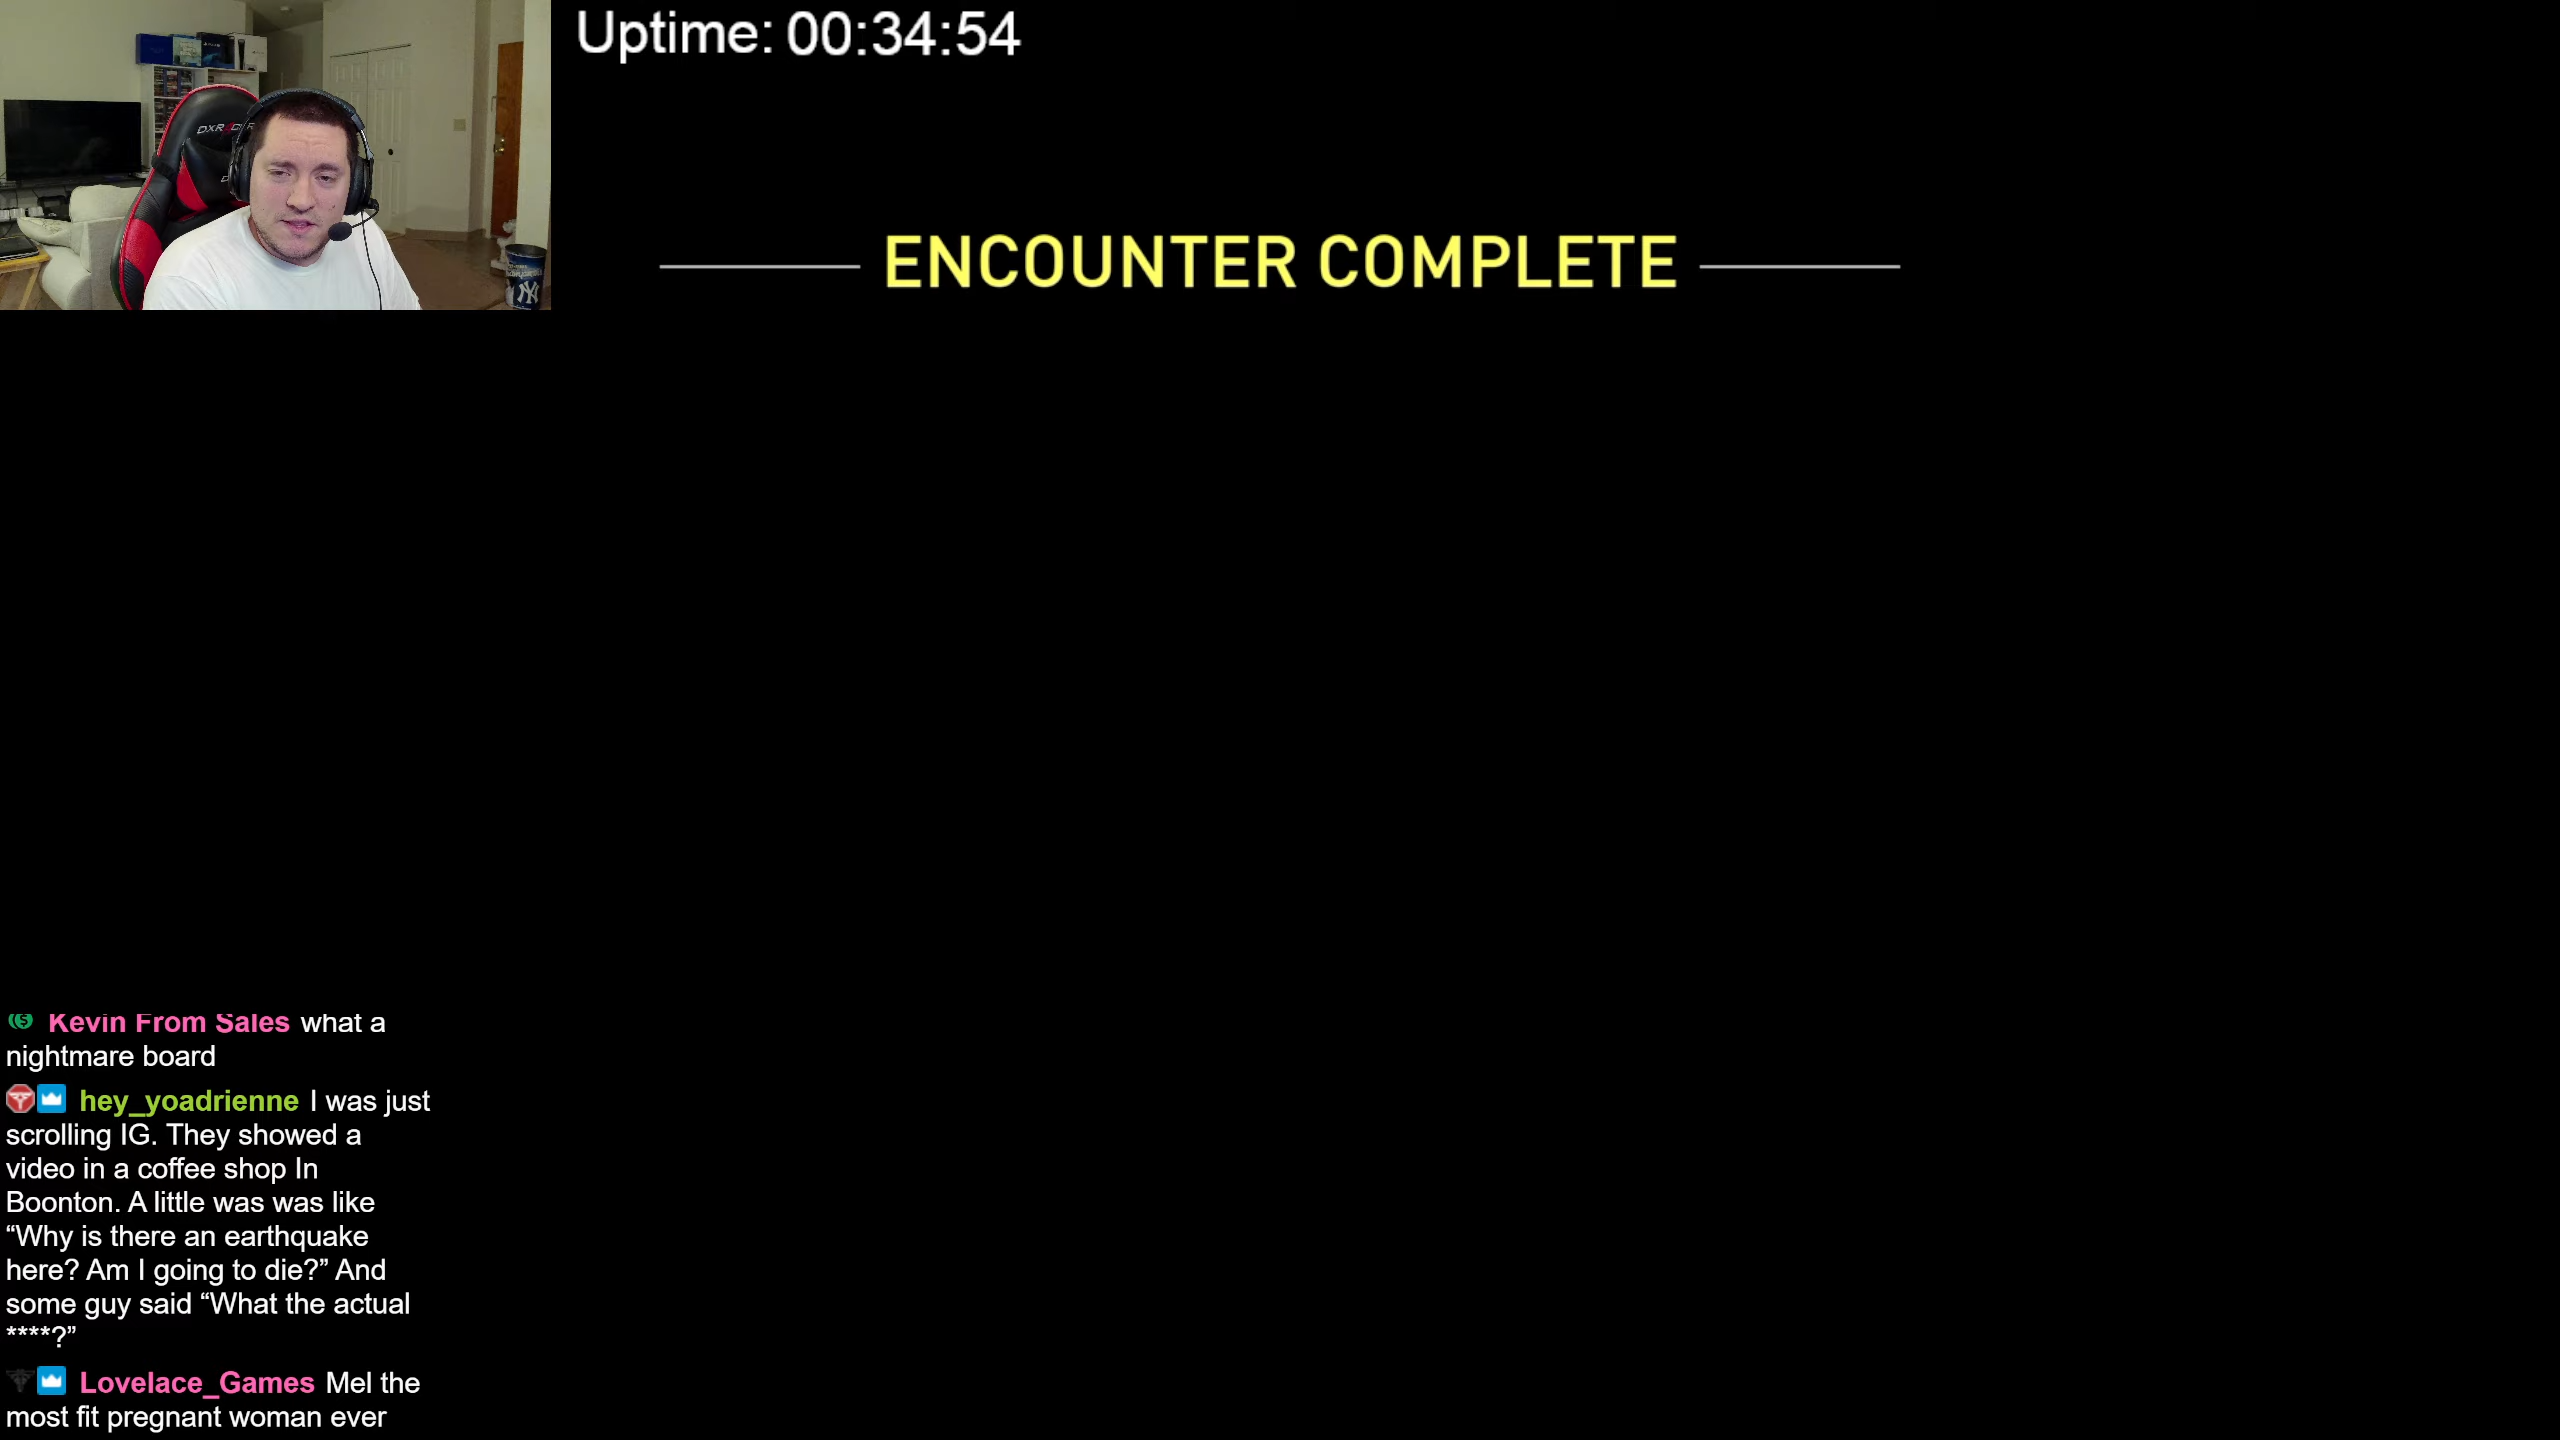 Uptime: 00:34:54
DXR
ENCOUNTER COMPLETE
Kevin From Sales what a
nightmare board
hey_yoadrienne I was just
scrolling IG. They showed a
video in a coffee shop In
Boonton. A little was was like
“Why is there an earthquake
here? Am I going to die?” And
some guy said “What the actual
****?”
Lovelace_Games Mel the
most fit pregnant woman ever